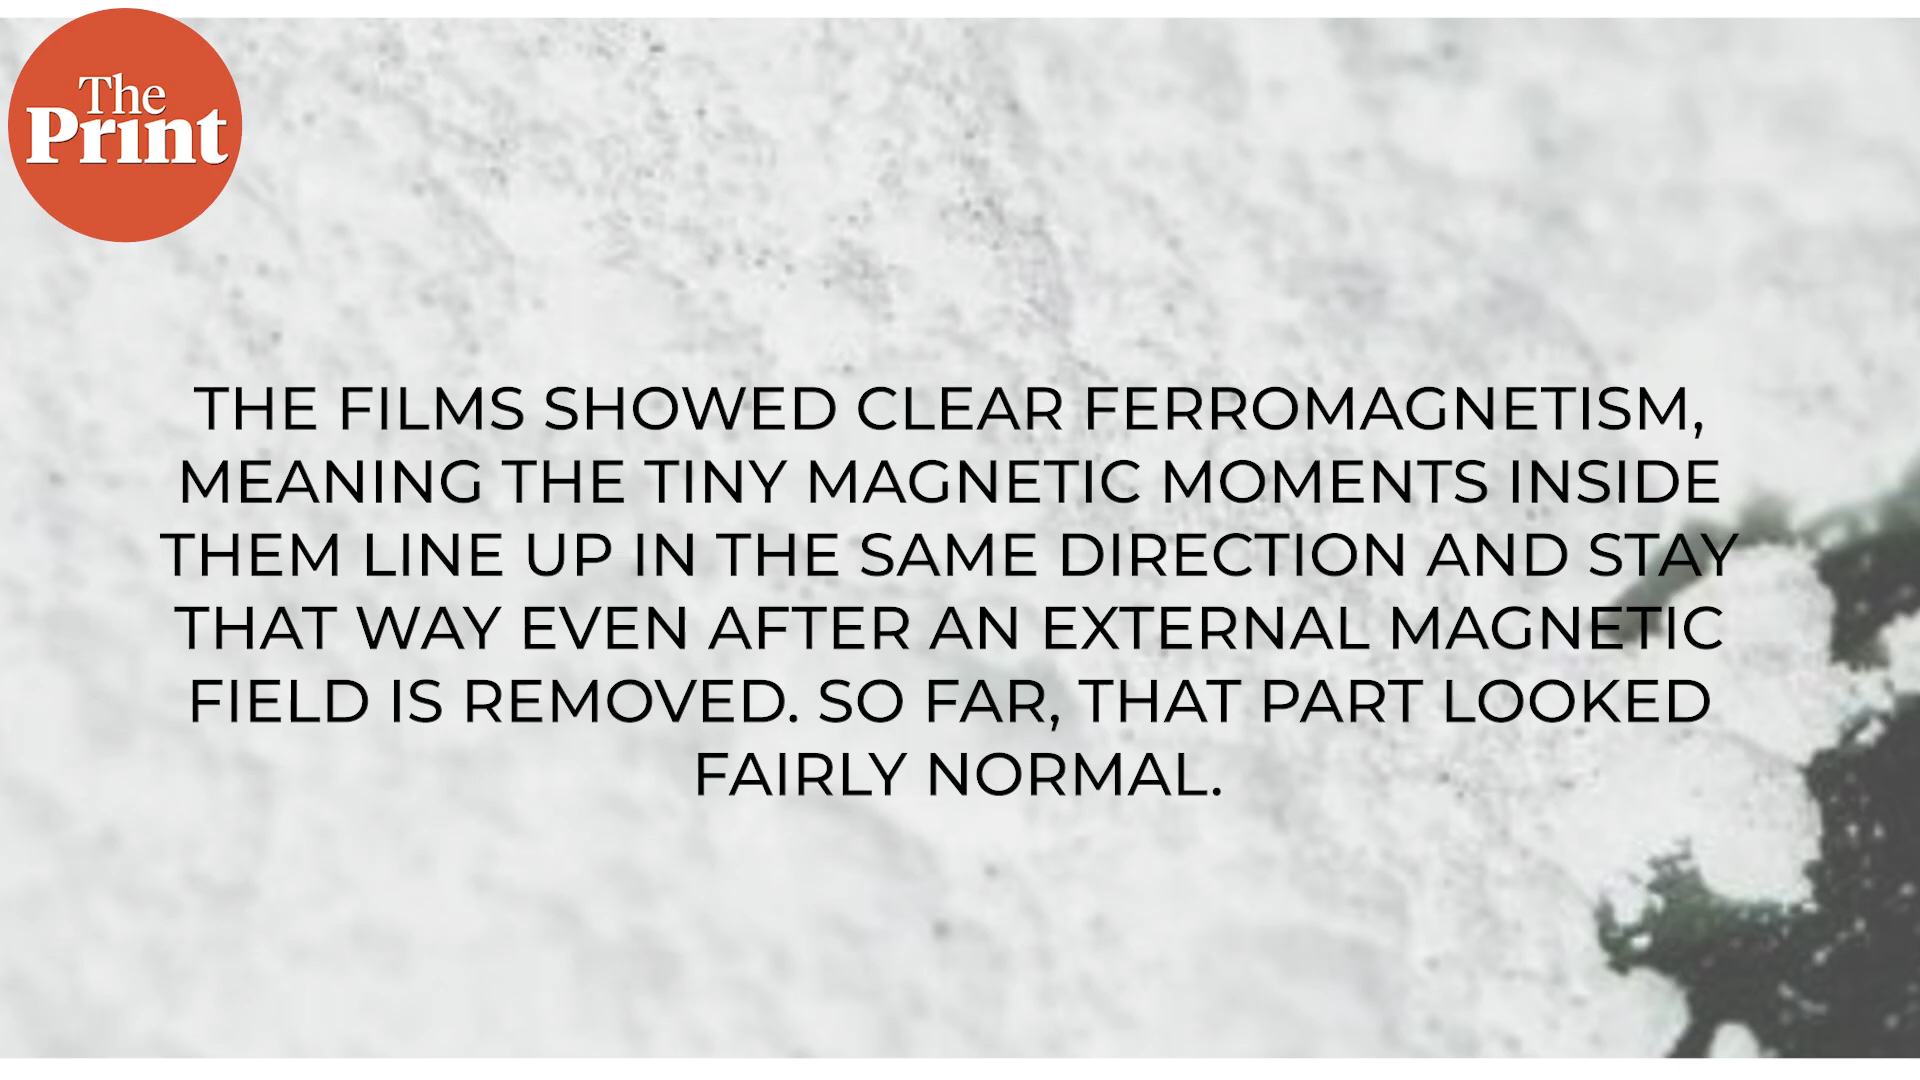 The
Print
THE FILMS SHOWED CLEAR FERROMAGNETISM,
MEANING THE TINY MAGNETIC MOMENTS INSIDE
THEM LINE UP IN THE SAME DIRECTION AND STAY
THAT WAY EVEN AFTER AN EXTERNAL MAGNETIC
FIELD IS REMOVED. SO FAR, THAT PART LOOKED
FAIRLY NORMAL.